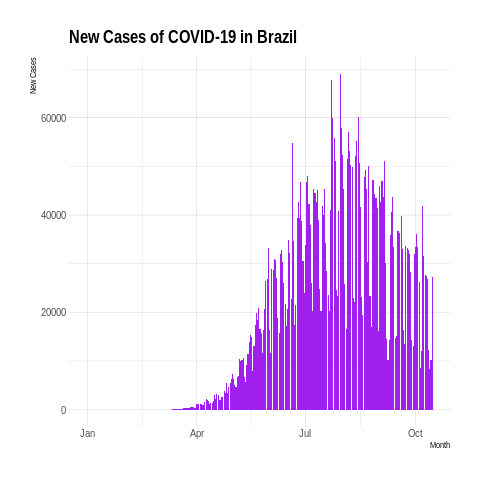 New Cases of COVID-19 in Brazil
New Cases
60000
40000
20000
0
Jan Apr Jul Oct
Month